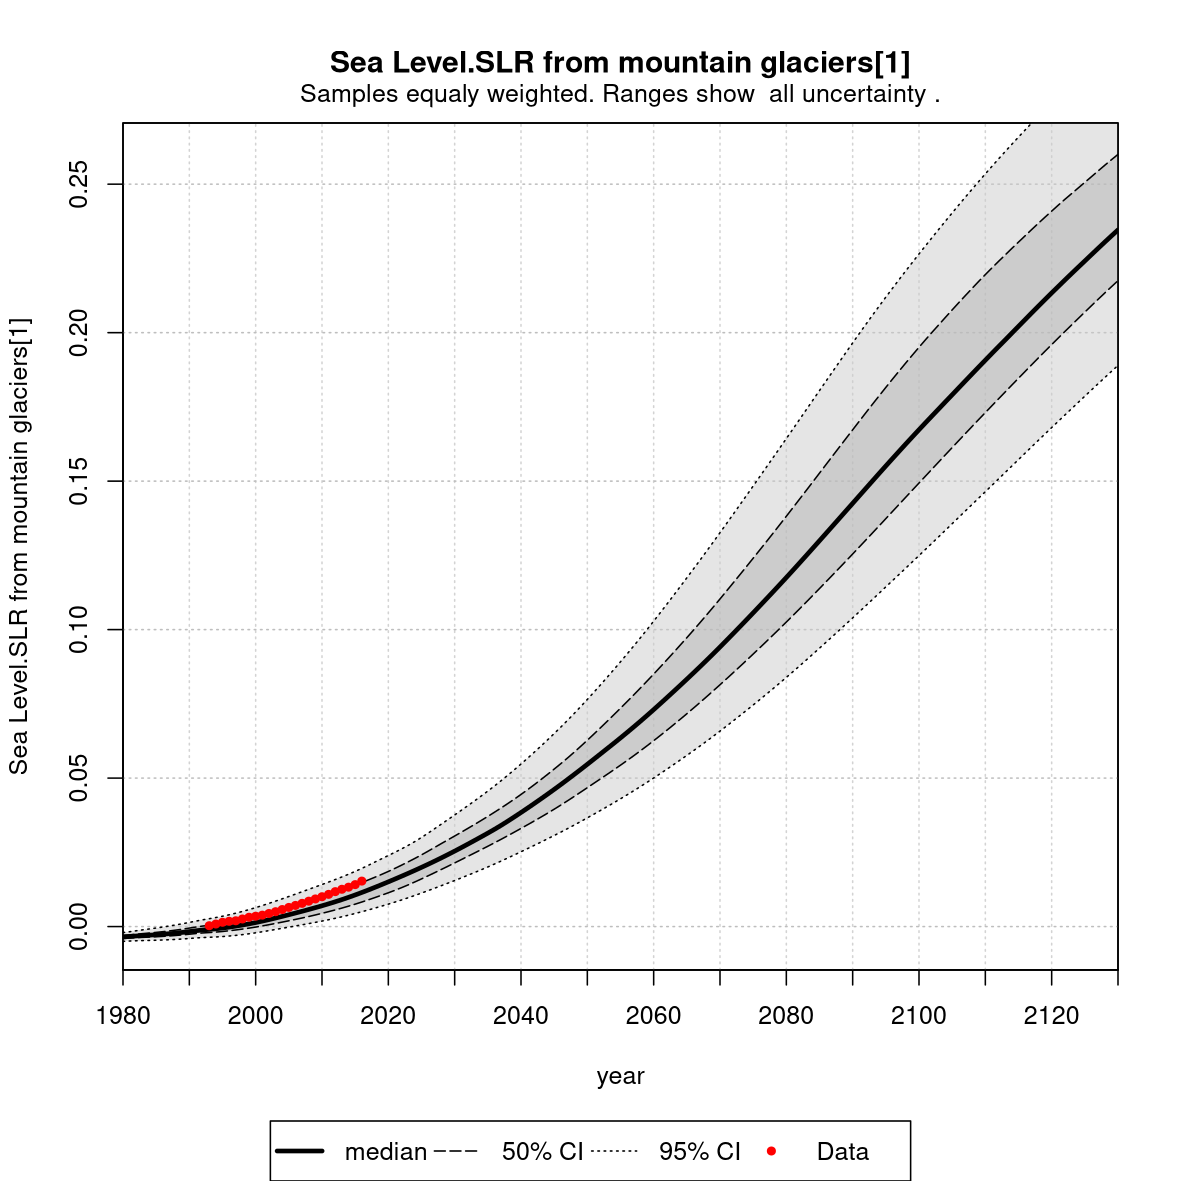 Sea Level.SLR from mountain glaciers[1]
Samples equaly weighted. Ranges show  all uncertainty .
Sea Level.SLR from mountain glaciers[1]
0.25
0.20
0.15
0.10
0.05
0.00
1980 2000 2020 2040 2060 2080 2100 2120
year
median 50% CI 95% CI Data